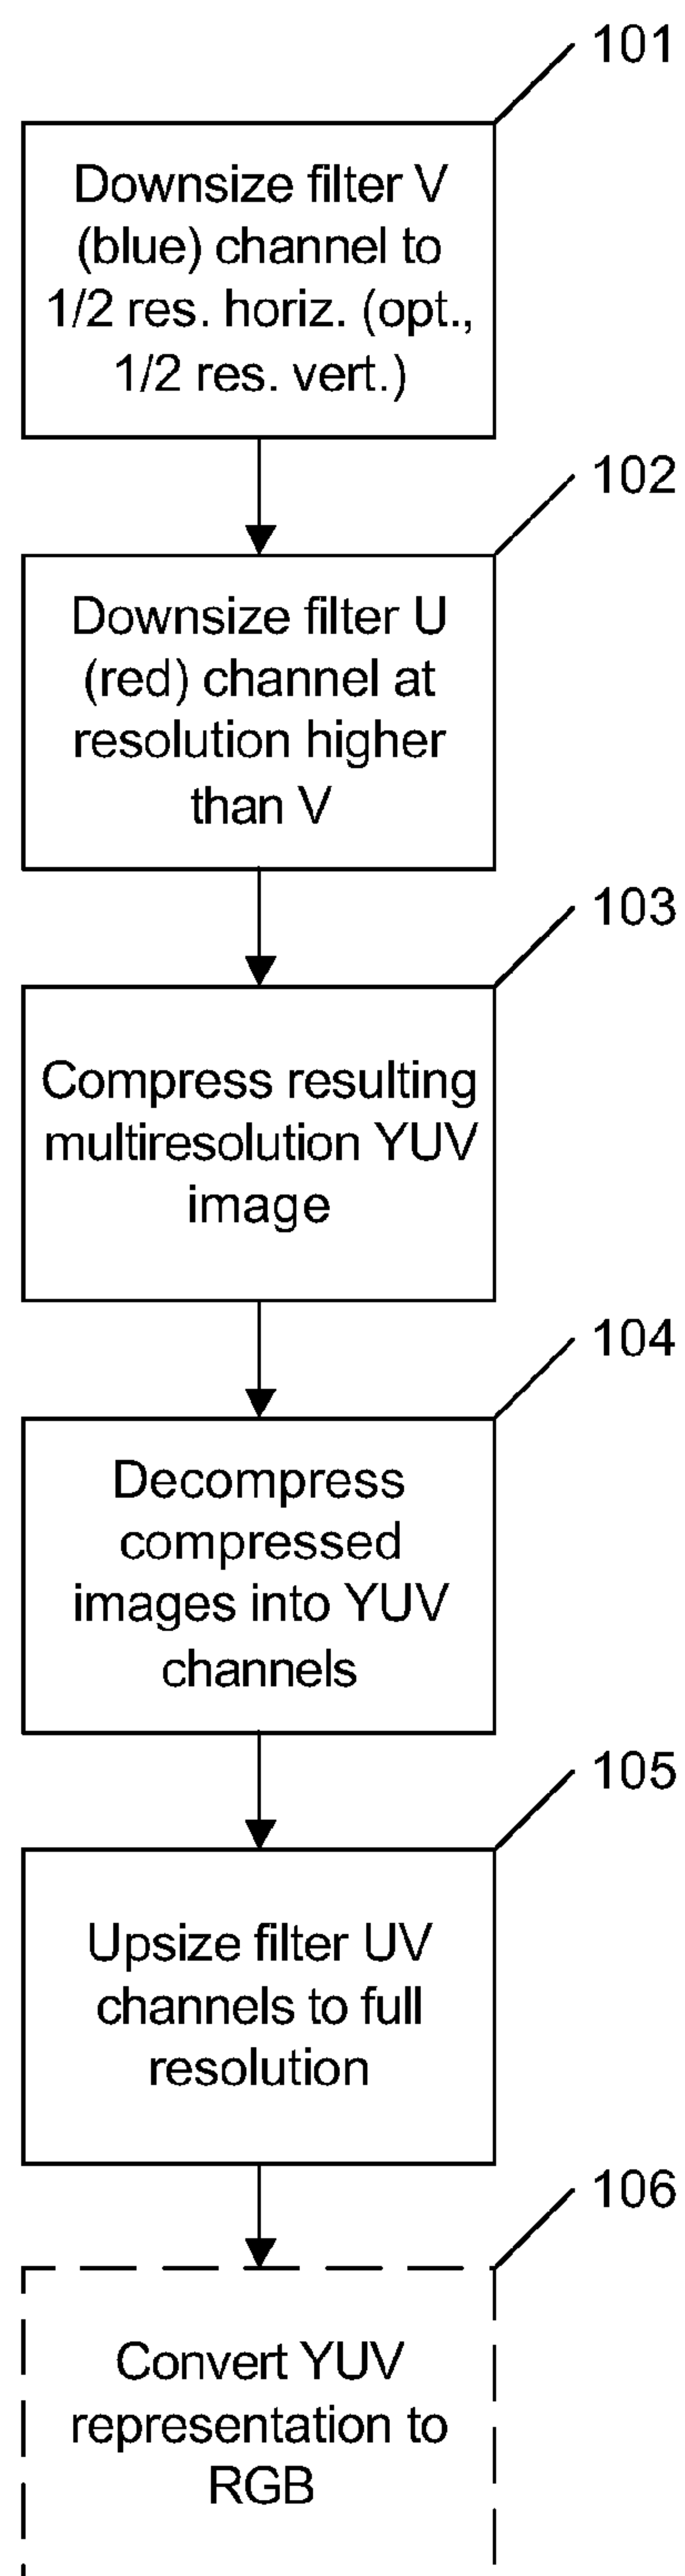 101
Downsize filter V
(blue) channel to
1/2 res. horiz. (opt.,
1/2 res. vert.)
102
Downsize filter U
(red) channel at
resolution higher
than V
103
Compress resulting
multiresolution YUV
image
104
Decompress
compressed
images into YUV
channels
105
Upsize filter UV
channels to full
resolution
106
Convert YUV
representation to
RGB